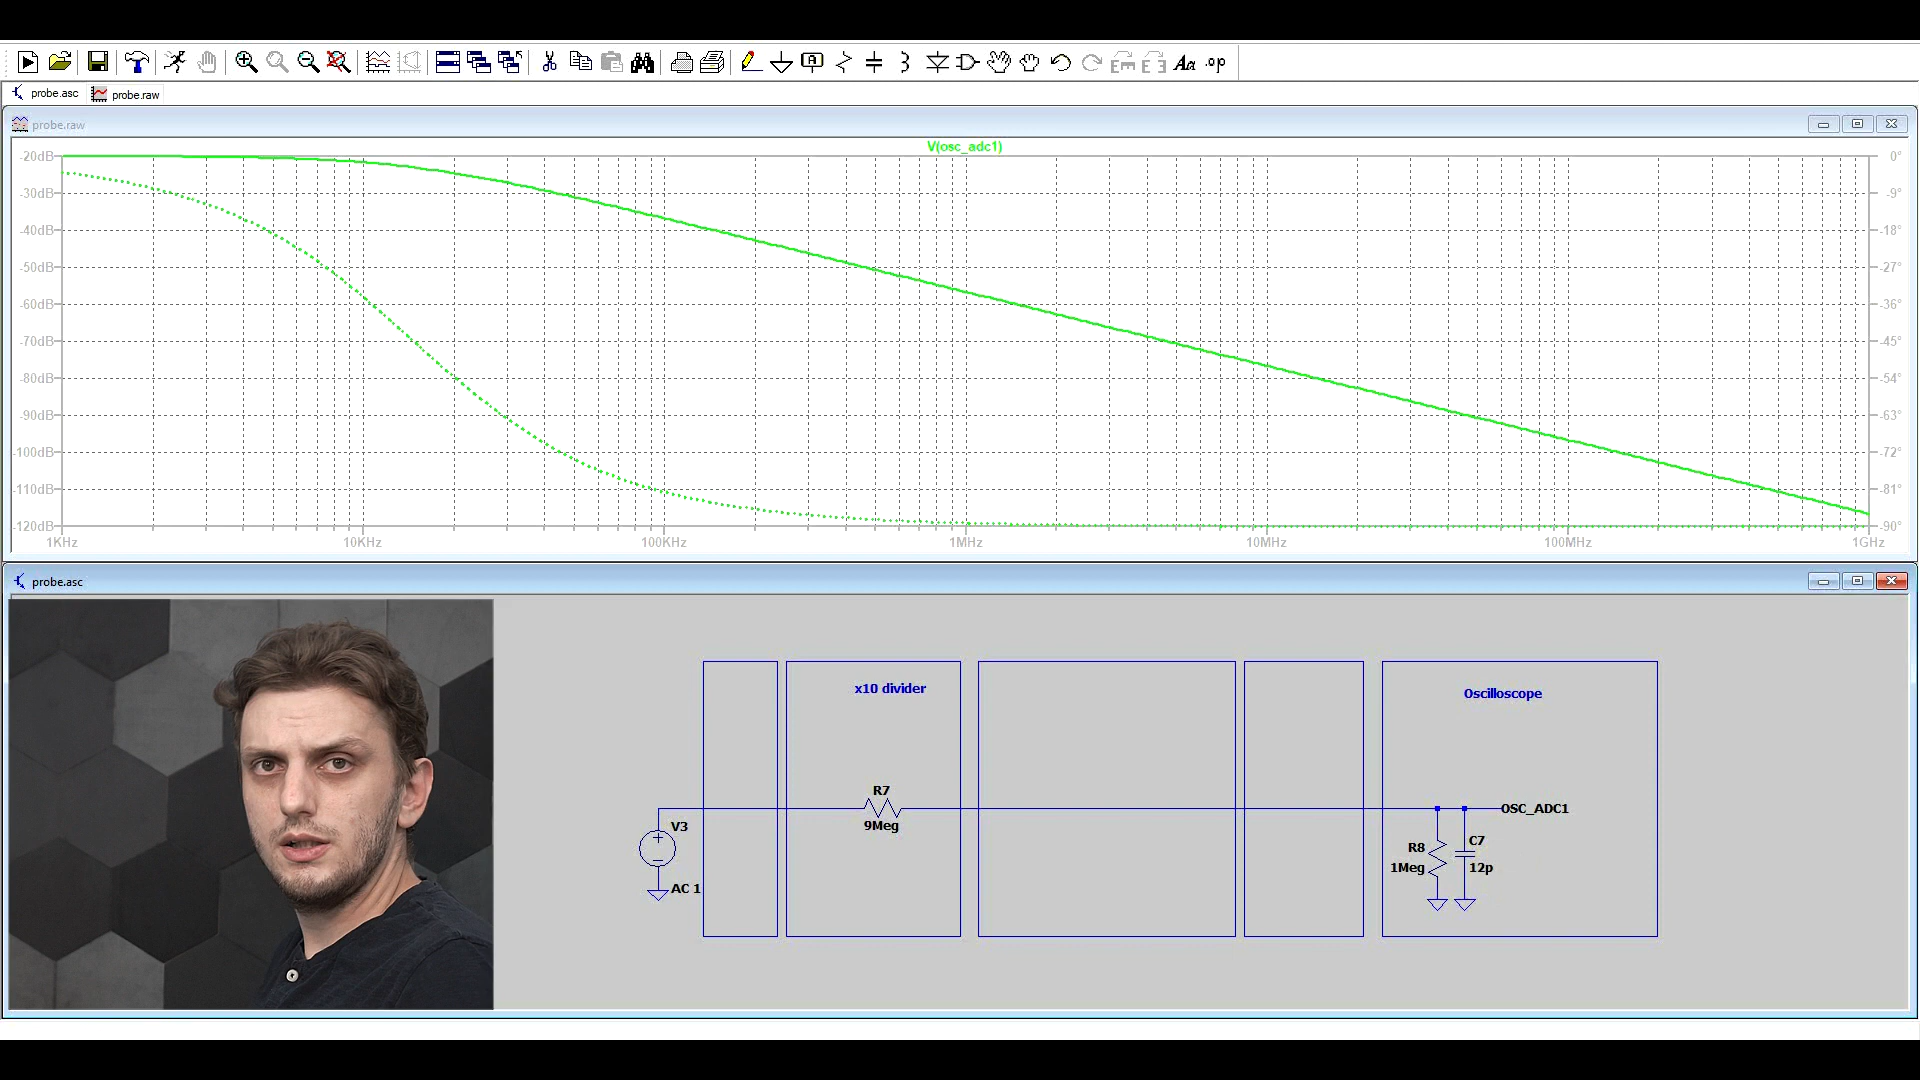 Aa .op
probe.asc probe.raw
probe.raw
V(osc_adc1)
-20dB 0°
-30dB -9°
-40dB -18°
-50dB -27°
-60dB -36°
-70dB -45°
-80dB -54°
-90dB -63°
-100dB -72°
-110dB -81°
-120dB -90°
1KHz 10KHz 100KHz 1MHz 10MHz 100MHz 1GHz
probe.asc
x10 divider Oscilloscope
R7
9Meg
OSC_ADC1
V3
AC 1
R8
1Meg
C7
12p